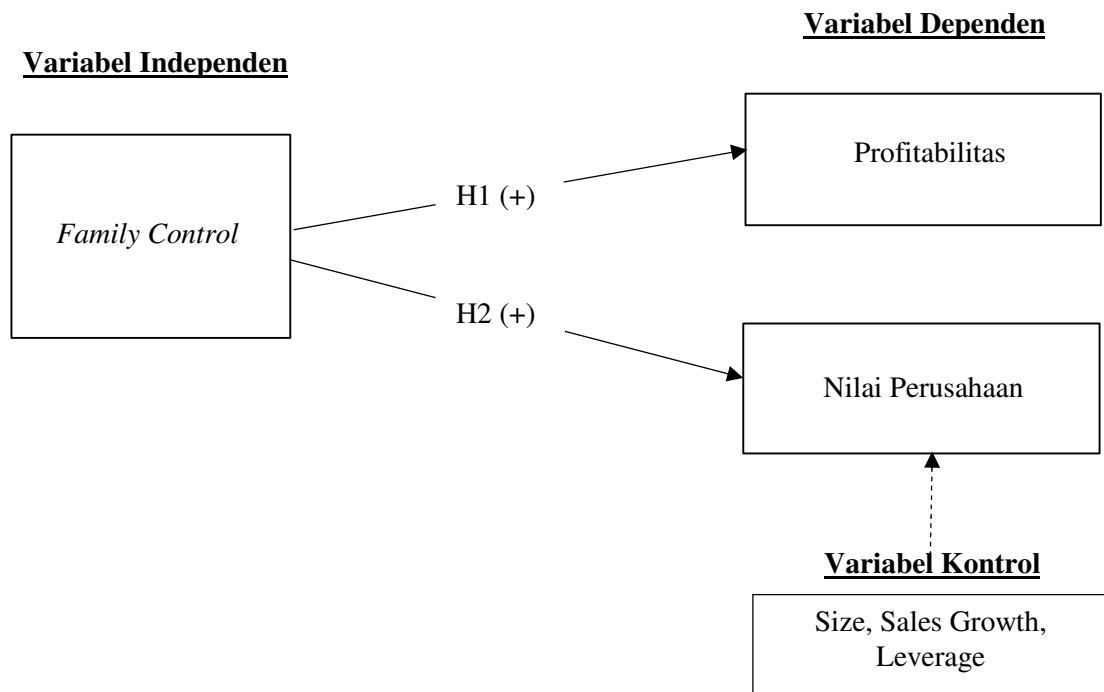 Variabel Dependen
Variabel Independen
Profitabilitas
H1 (+)
Family Control
H2 (+)
Nilai Perusahaan
Variabel Kontrol
Size, Sales Growth,
Leverage